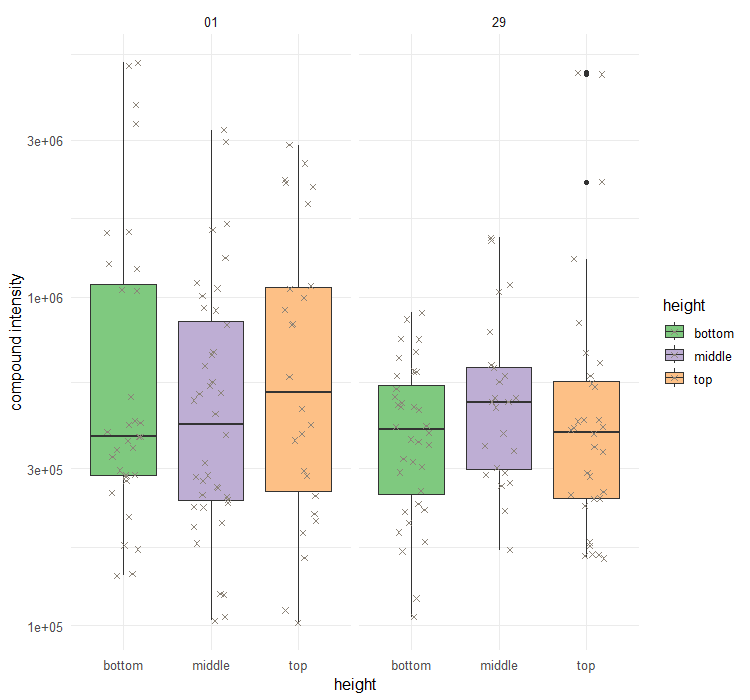 01 29
3e+06
1e+06
3e+05
1e+05
compound intensity
bottom middle top bottom middle top
height
height
bottom
middle
top